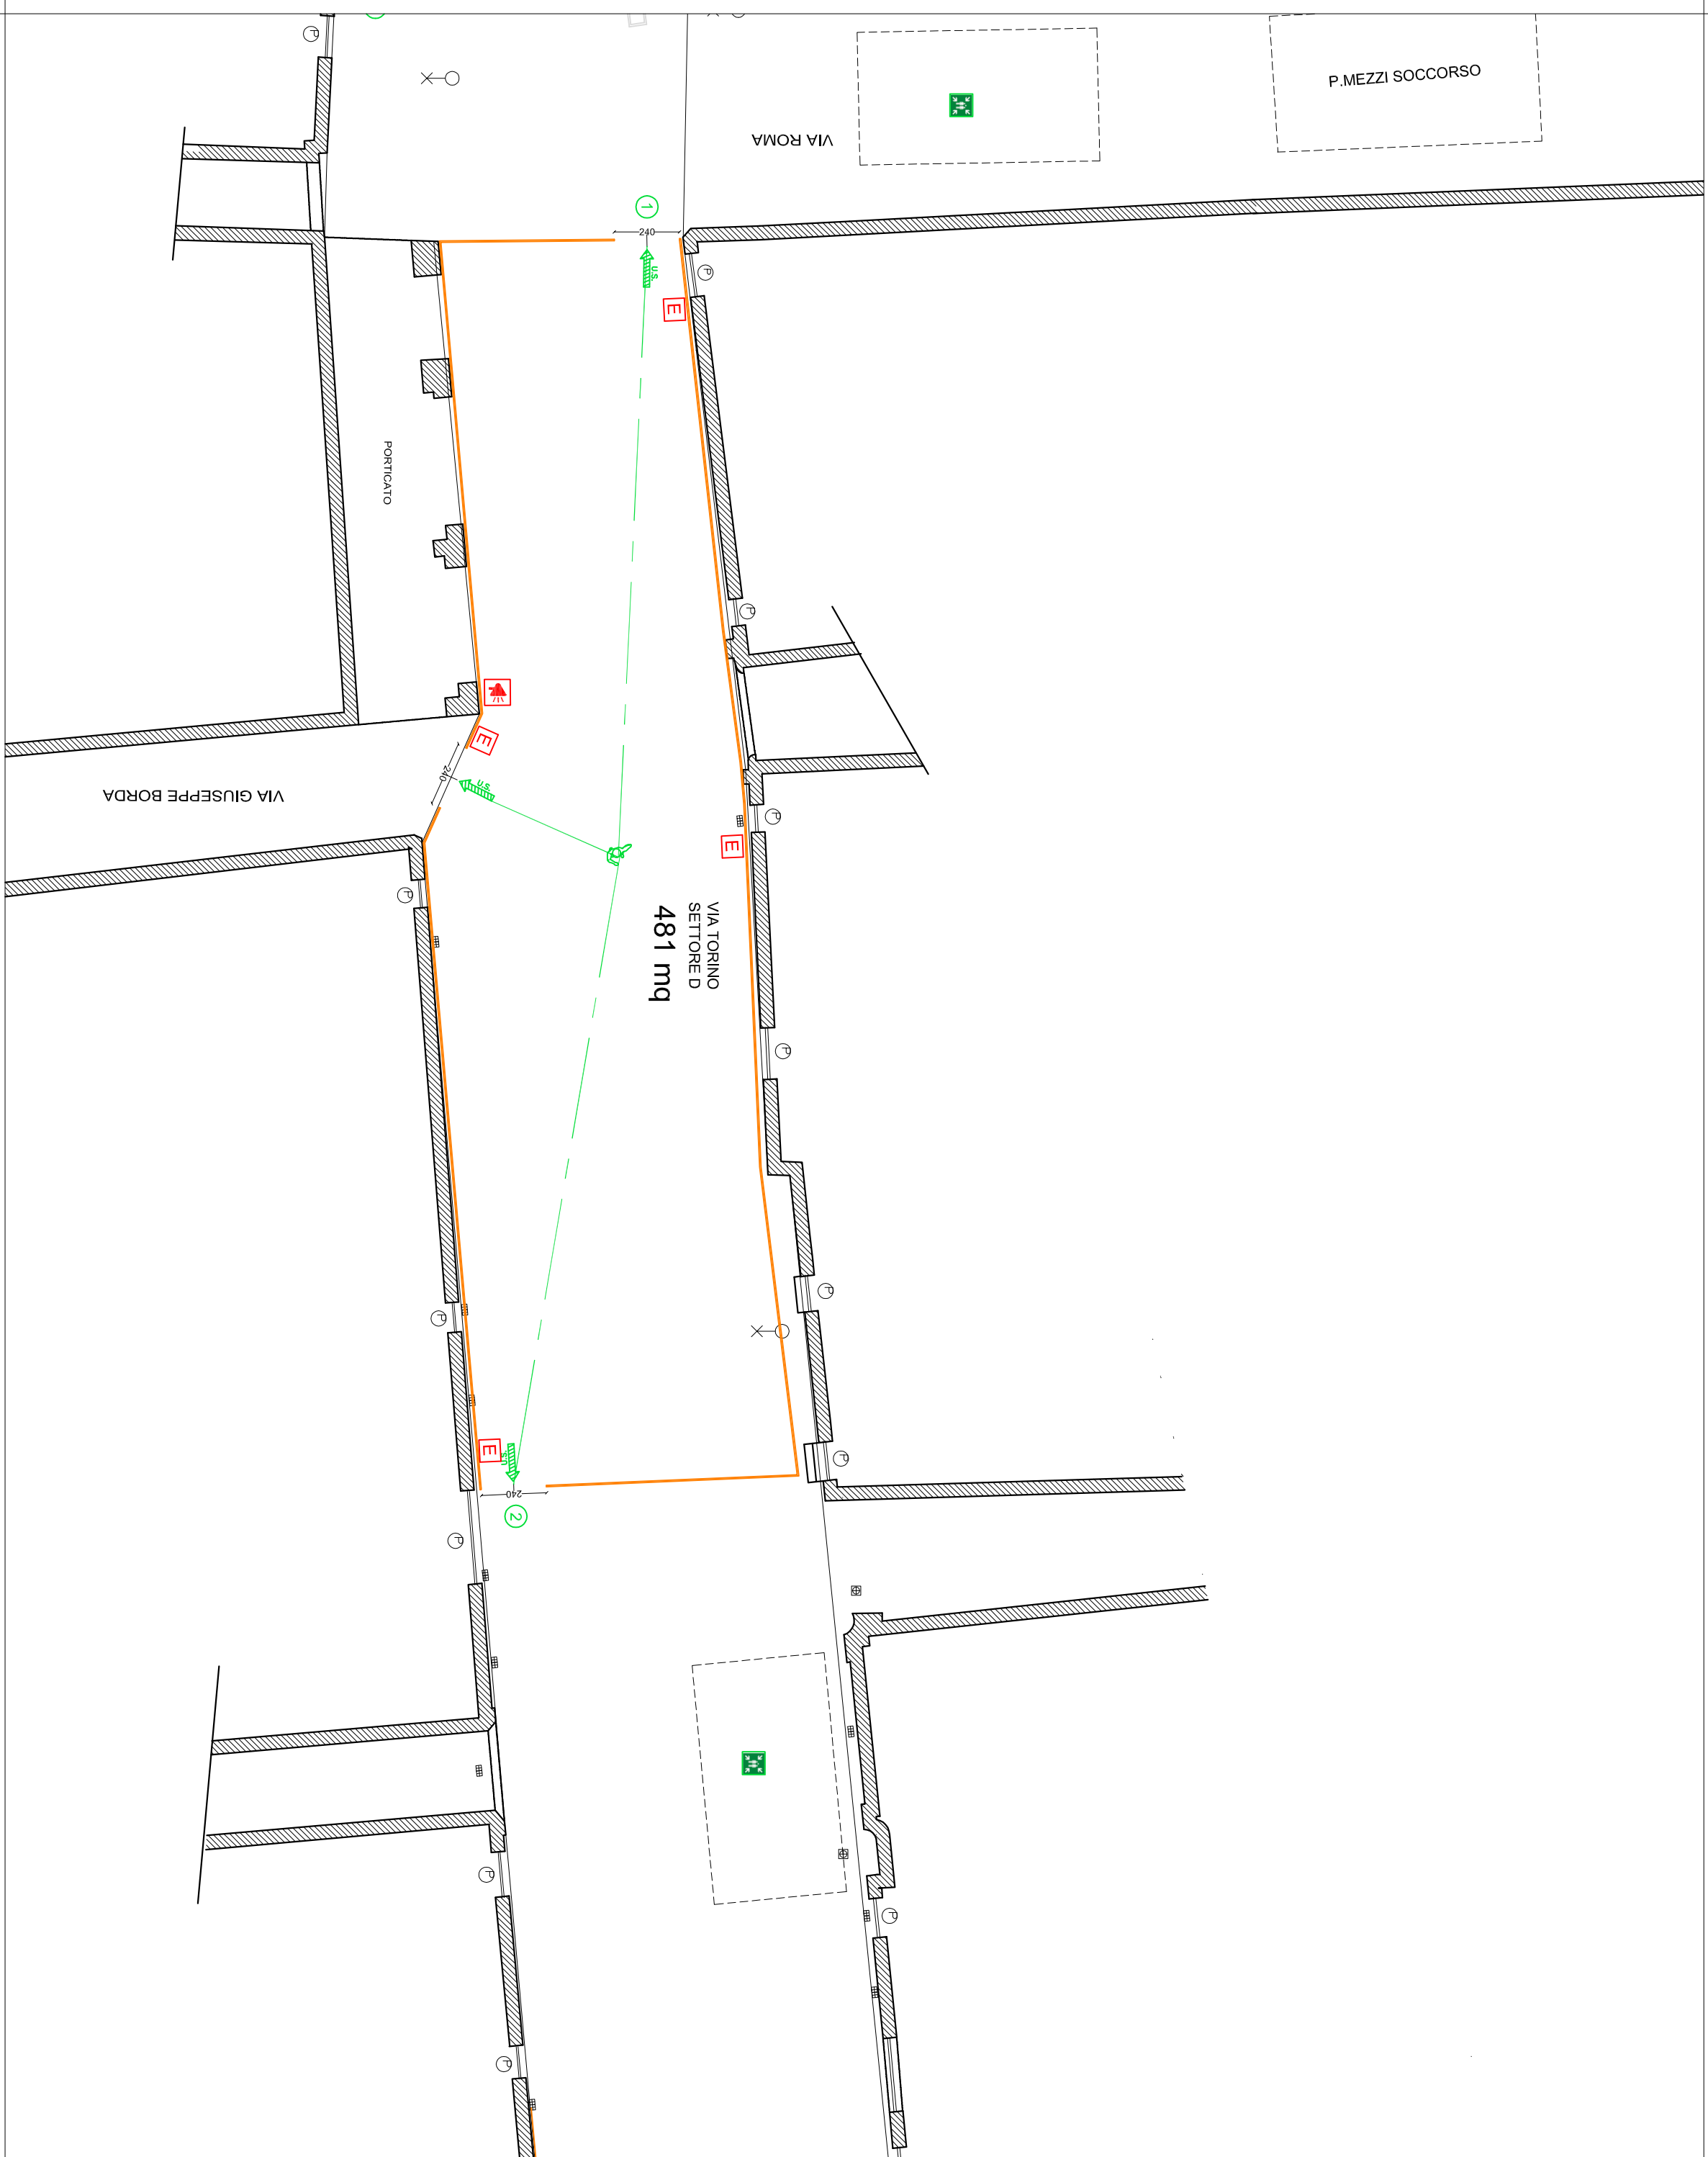 P
P.MEZZI SOCCORSO
VIA ROMA
1
240
U.S.
E
P
PORTICATO
P
E
240
U.S.
VIA GIUSEPPE BORDA
P
E
P
VIA TORINO
SETTORE D
481 mq
P
P
P
P
E
U.S.
240
2
P
P
P
P
P